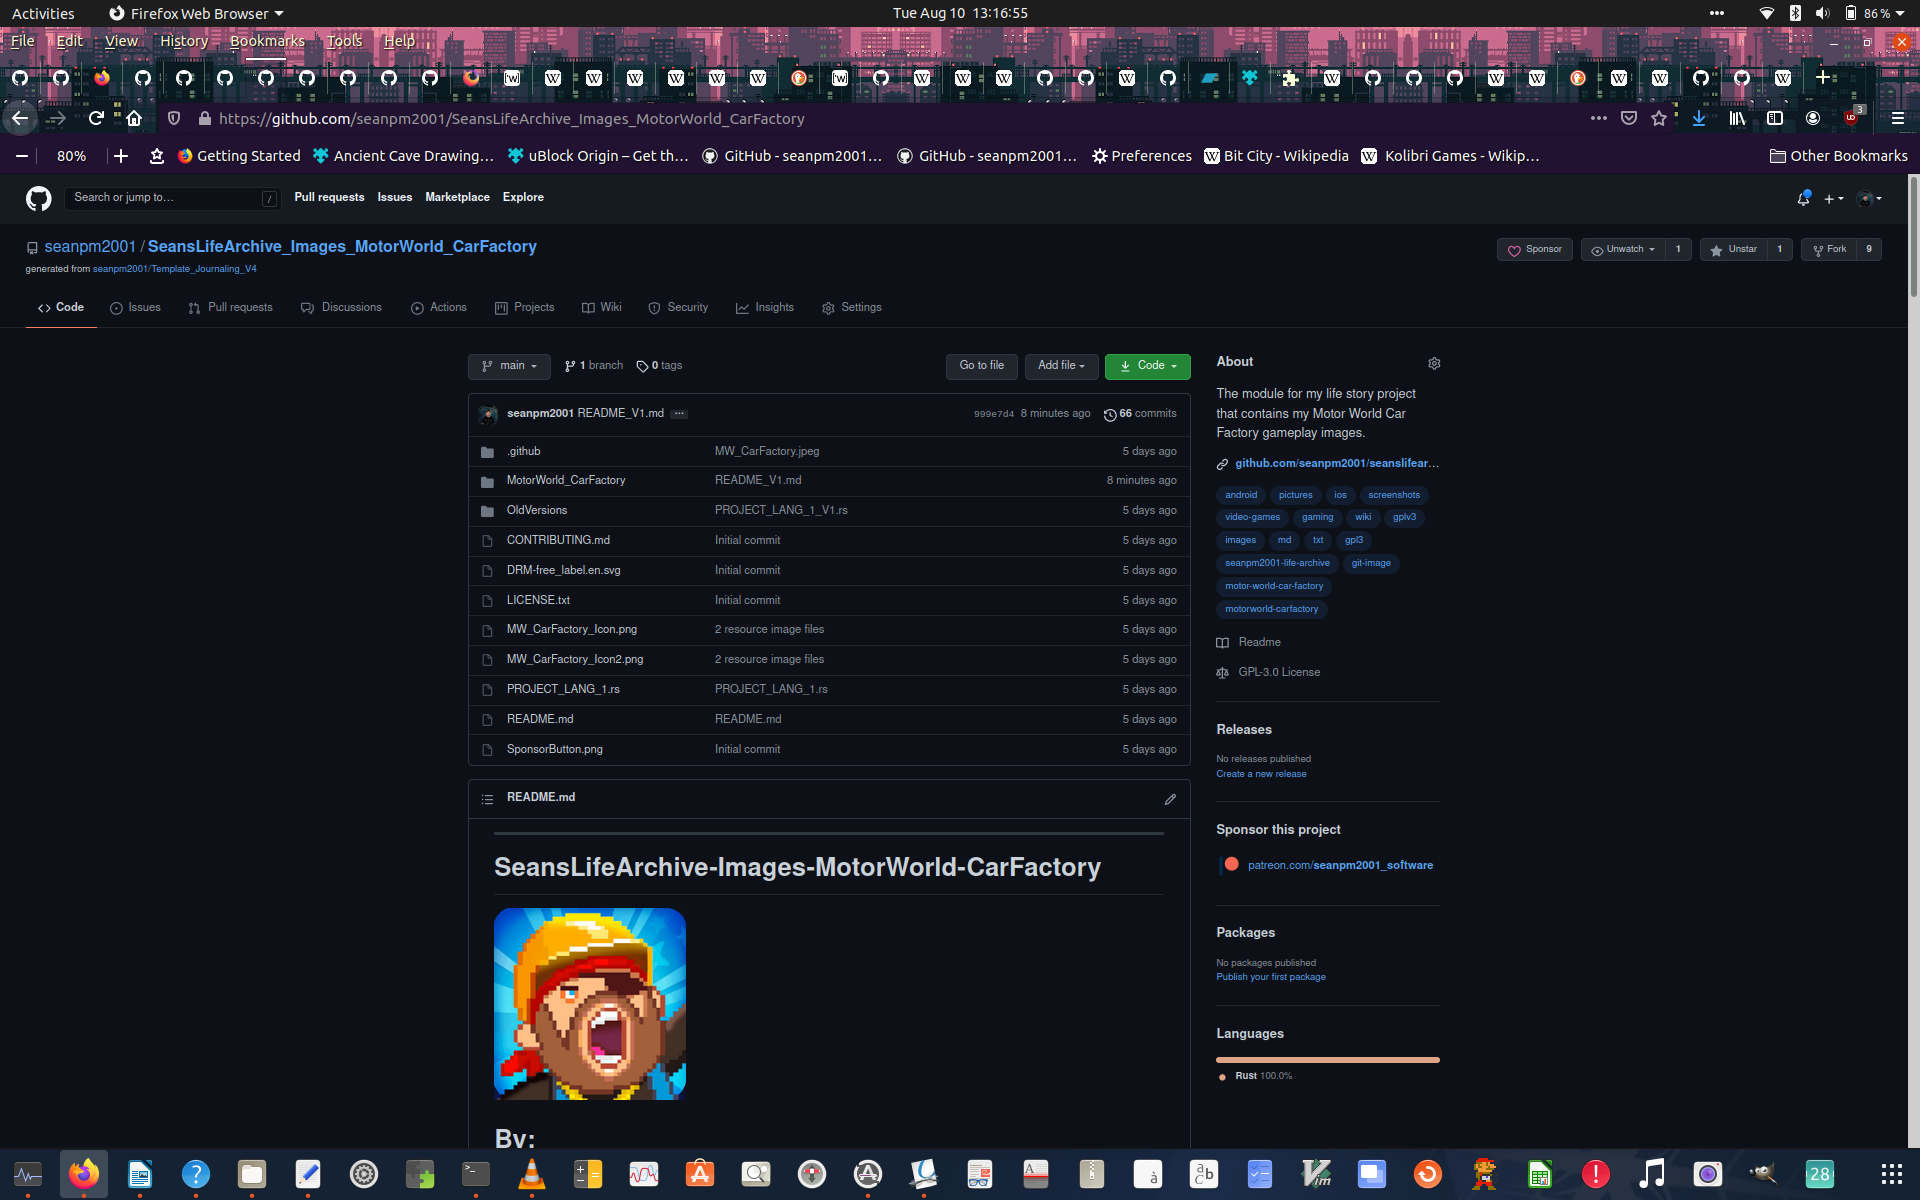 Activities Firefox Web Browser Tue Aug 10 13:16:55 86 %
File Edit View History Bookmarks Tools Help
https://github.com/seanpm2001/SeansLifeArchive_Images_MotorWorld_CarFactory 3
80% Getting Started Ancient Cave Drawing… uBlock Origin – Get th… GitHub - seanpm2001… GitHub - seanpm2001… Preferences Bit City - Wikipedia Kolibri Games - Wikip… Other Bookmarks
Search or jump to… / Pull requests Issues Marketplace Explore
seanpm2001 / SeansLifeArchive_Images_MotorWorld_CarFactory
Sponsor Unwatch 1 Unstar 1 Fork 9
generated from seanpm2001/Template_Journaling_V4
Code Issues Pull requests Discussions Actions Projects Wiki Security Insights Settings
main 1 branch 0 tags Go to file Add file Code
seanpm2001 README_V1.md ... 999e7d4 8 minutes ago 66 commits
.github MW_CarFactory.jpeg 5 days ago
MotorWorld_CarFactory README_V1.md 8 minutes ago
OldVersions PROJECT_LANG_1_V1.rs 5 days ago
CONTRIBUTING.md Initial commit 5 days ago
DRM-free_label.en.svg Initial commit 5 days ago
LICENSE.txt Initial commit 5 days ago
MW_CarFactory_Icon.png 2 resource image files 5 days ago
MW_CarFactory_Icon2.png 2 resource image files 5 days ago
PROJECT_LANG_1.rs PROJECT_LANG_1.rs 5 days ago
README.md README.md 5 days ago
SponsorButton.png Initial commit 5 days ago
README.md
SeansLifeArchive-Images-MotorWorld-CarFactory
By:
About
The module for my life story project
that contains my Motor World Car
Factory gameplay images.
github.com/seanpm2001/seanslifear…
android pictures ios screenshots
video-games gaming wiki gplv3
images md txt gpl3
seanpm2001-life-archive git-image
motor-world-car-factory
motorworld-carfactory
Readme
GPL-3.0 License
Releases
No releases published
Create a new release
Sponsor this project
patreon.com/seanpm2001_software
Packages
No packages published
Publish your first package
Languages
Rust 100.0%
28